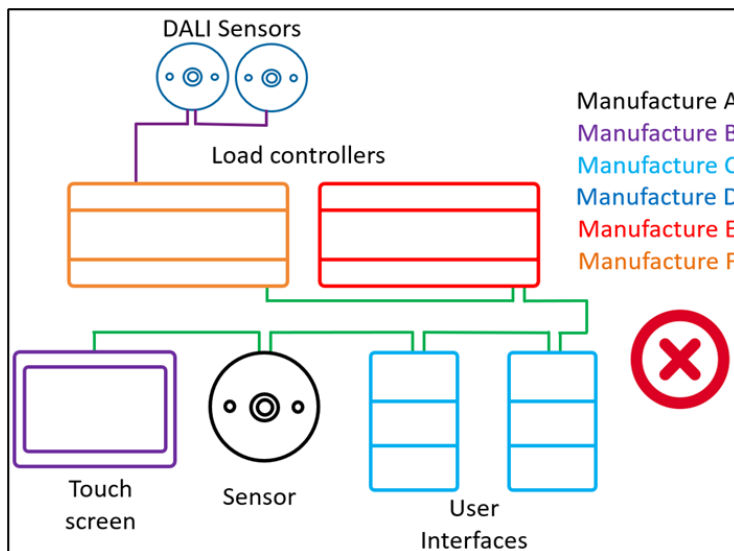 DALI Sensors
Load controllers
Manufacture A
Manufacture B
Manufacture C
Manufacture D
Manufacture E
Manufacture F
Touch
screen
Sensor
User
Interfaces